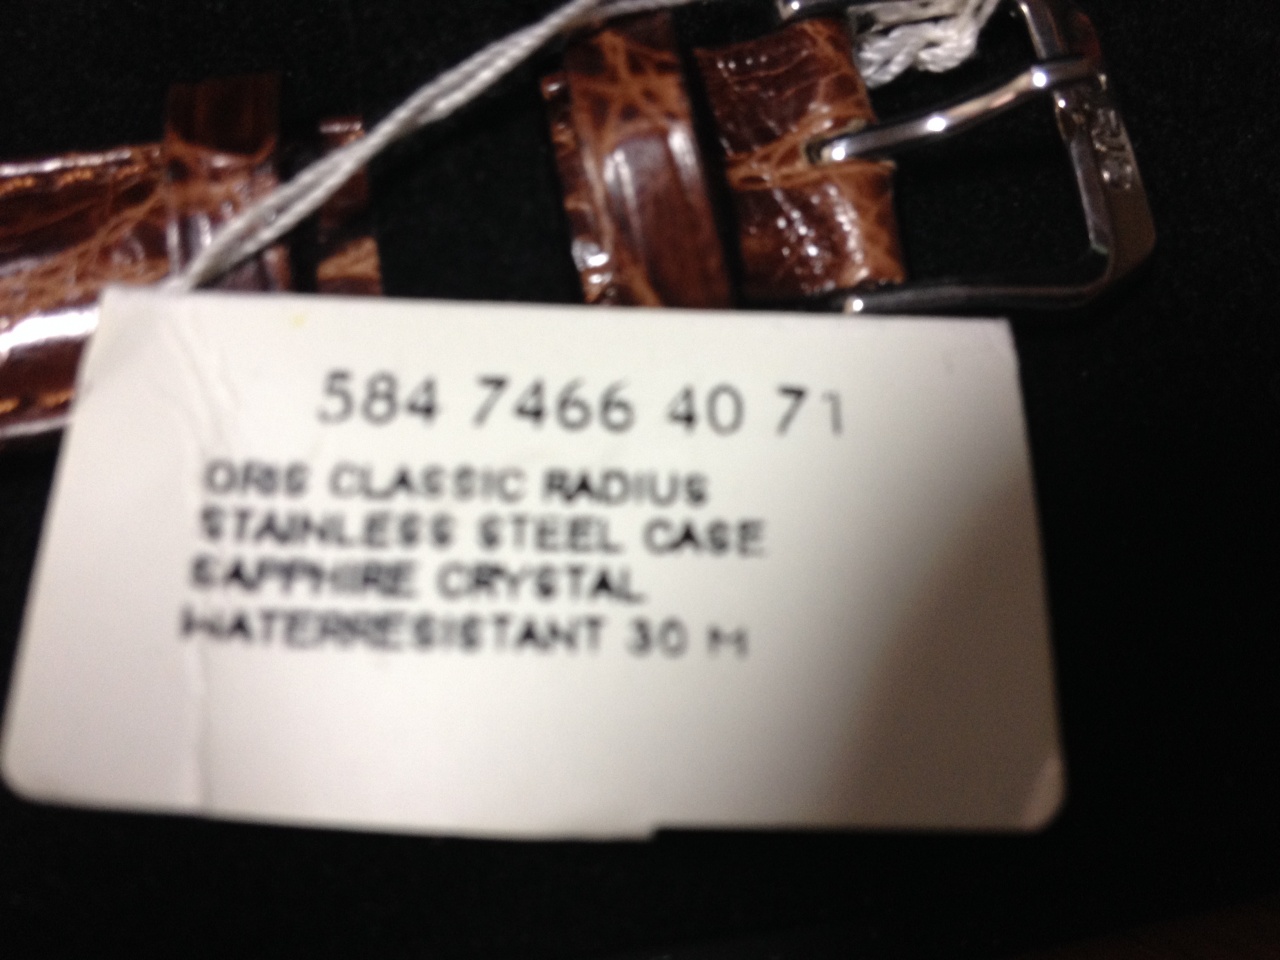 584 7466 40 71
ORIS CLASSIC RADIUS
STAINLESS STEEL CASE
SAPPHIRE CRYSTAL
WATERRESISTANT 30 M